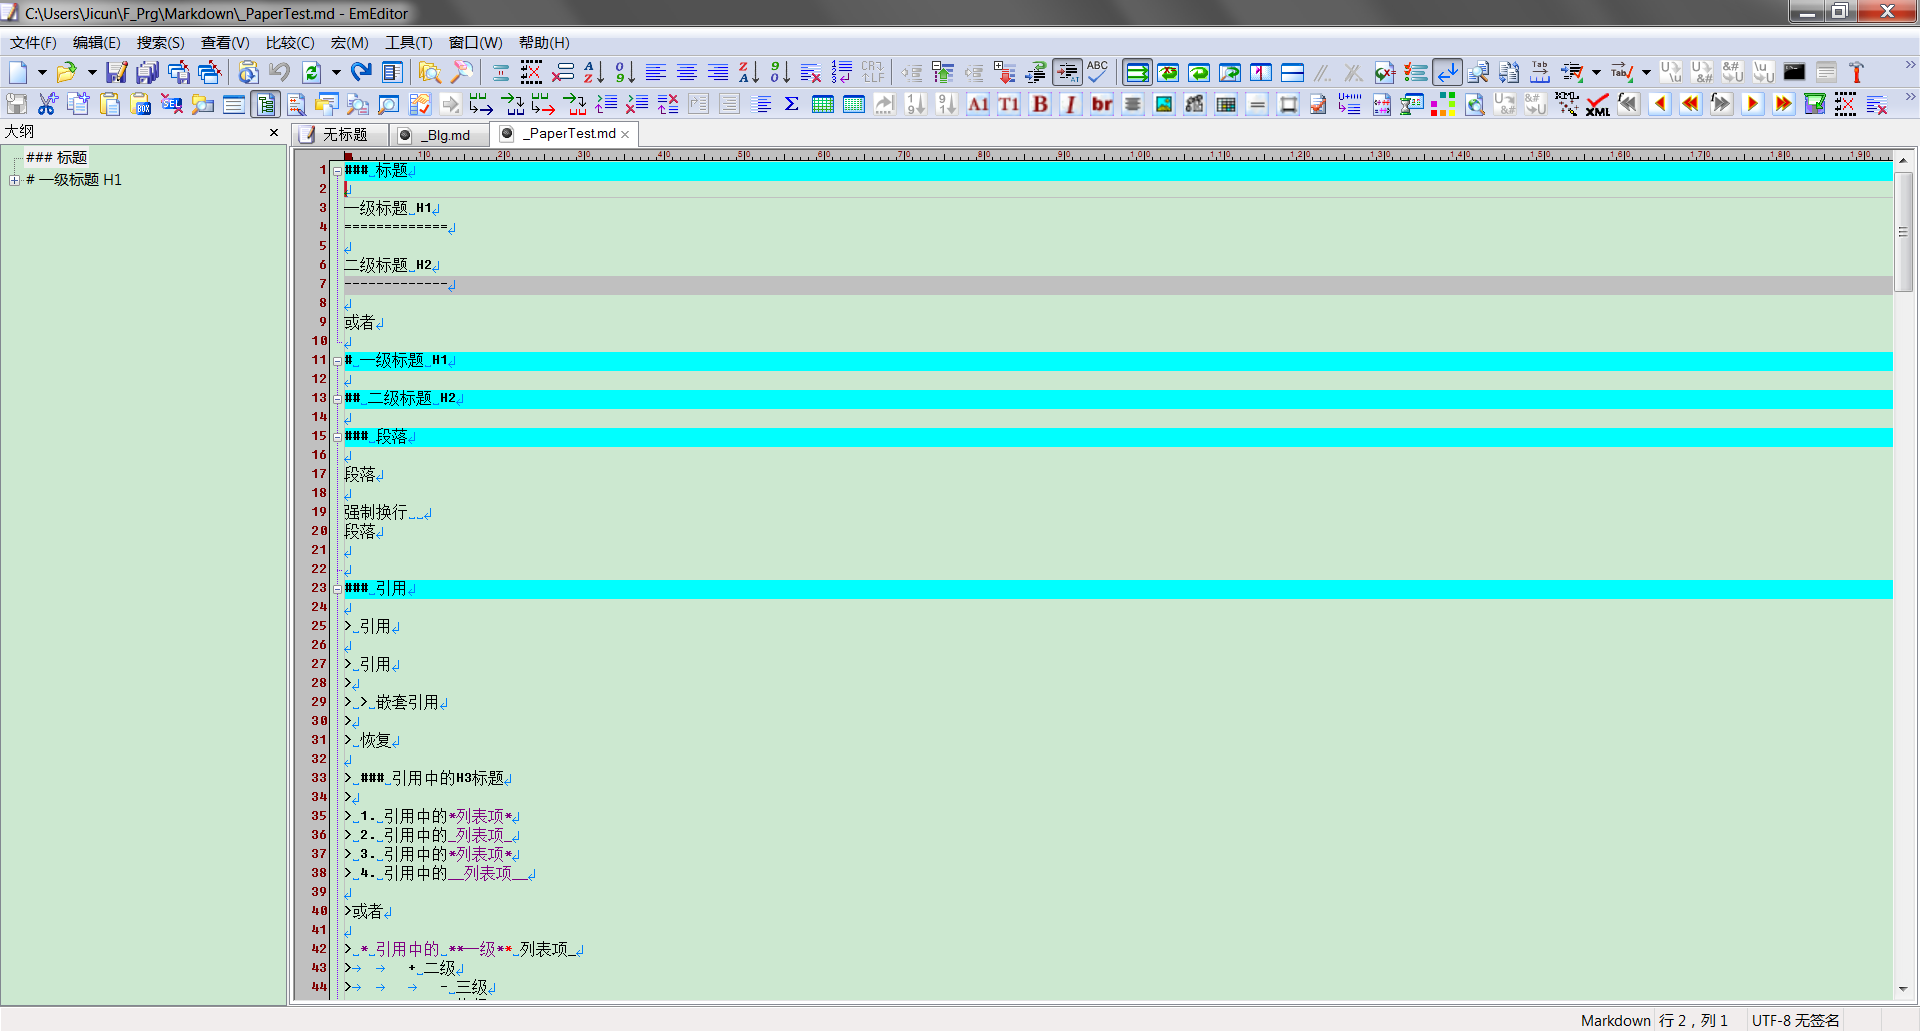 C:\Users\Jicun\F_Prg\Markdown\_PaperTest.md - EmEditor
文件(F) 编辑(E) 搜索(S) 查看(V) 比较(C) 宏(M) 工具(T) 窗口(W) 帮助(H)
大纲
无标题 _Blg.md _PaperTest.md
### 标题
# 一级标题 H1
1 ### 标题
2
3 一级标题 H1
4 =============
5
6 二级标题 H2
7 -------------
8
9 或者
10
11 # 一级标题 H1
12
13 ## 二级标题 H2
14
15 ### 段落
16
17 段落
18
19 强制换行
20 段落
21
22
23 ### 引用
24
25 > 引用
26
27 > 引用
28 >
29 > > 嵌套引用
30 >
31 > 恢复
32
33 > ### 引用中的H3标题
34 >
35 > 1. 引用中的*列表项*
36 > 2. 引用中的_列表项_
37 > 3. 引用中的*列表项*
38 > 4. 引用中的__列表项__
39
40 >或者
41
42 > * 引用中的 **一级** 列表项
43 > + 二级
44 > - 三级
Markdown 行 2，列 1 UTF-8 无签名